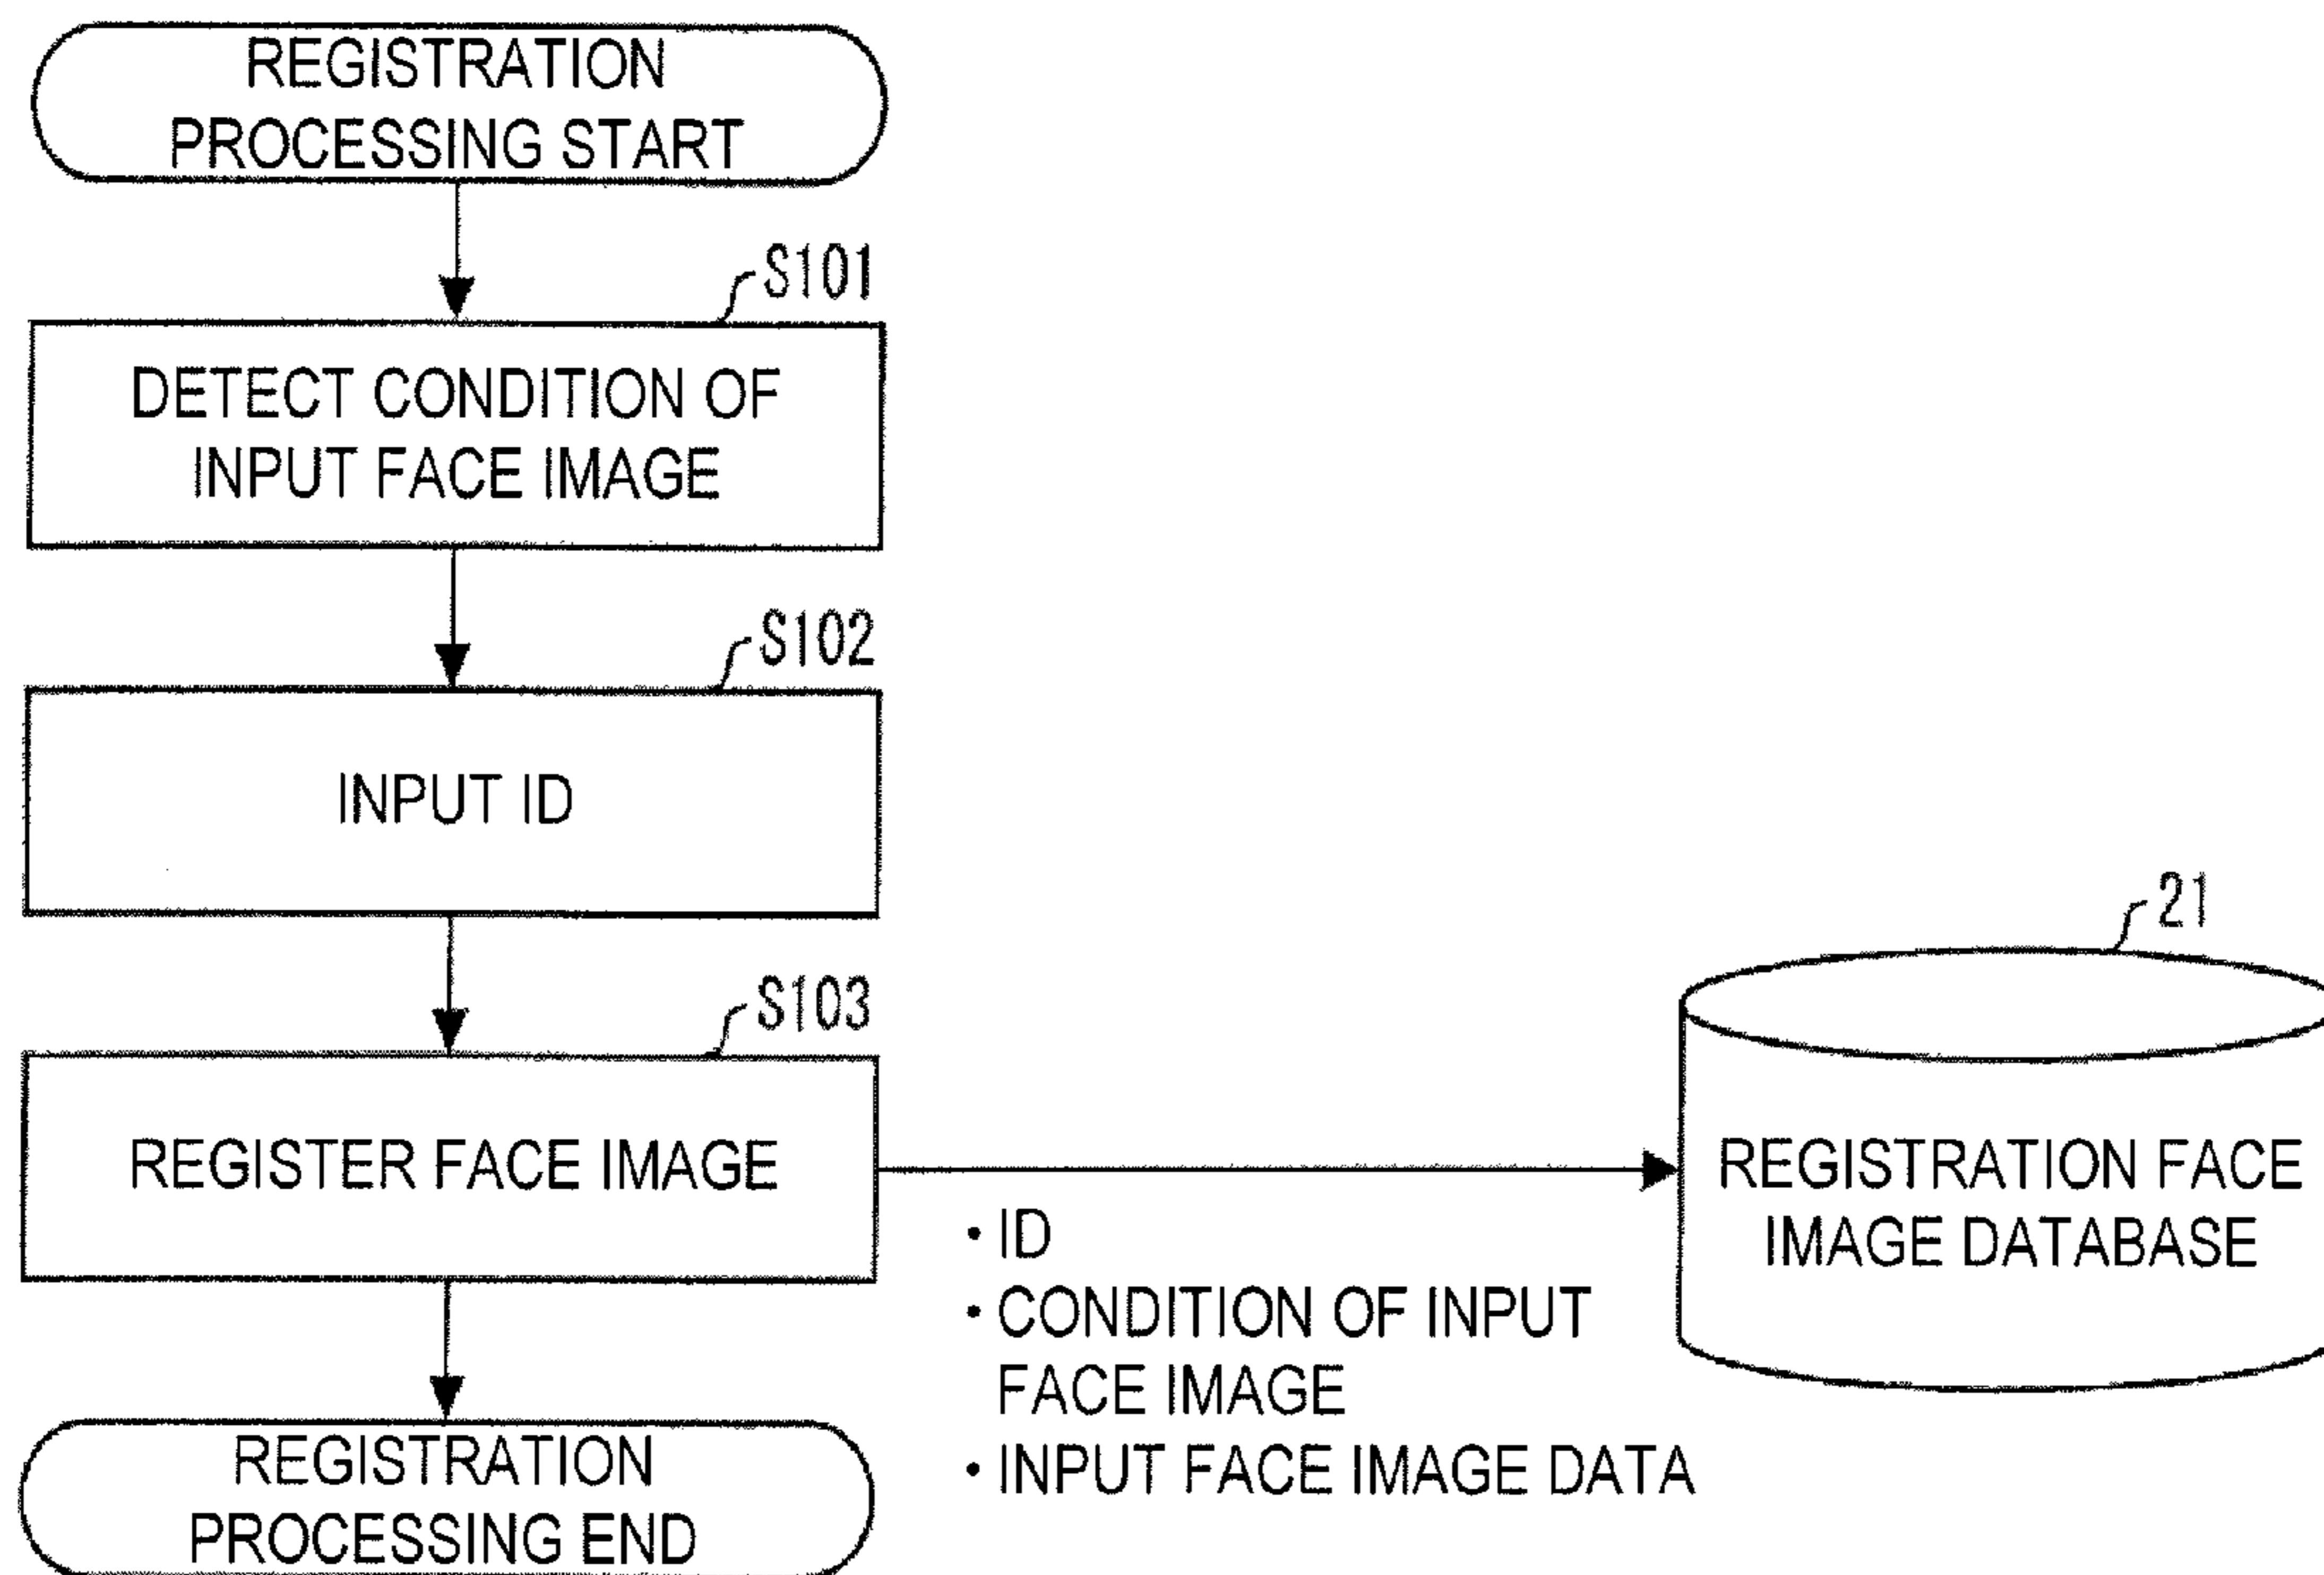 REGISTRATION
PROCESSING START
S101
DETECT CONDITION OF
INPUT FACE IMAGE
S102
INPUT ID
S103
REGISTER FACE IMAGE
21
REGISTRATION FACE
IMAGE DATABASE
・ID
・CONDITION OF INPUT
FACE IMAGE
・INPUT FACE IMAGE DATA
REGISTRATION
PROCESSING END